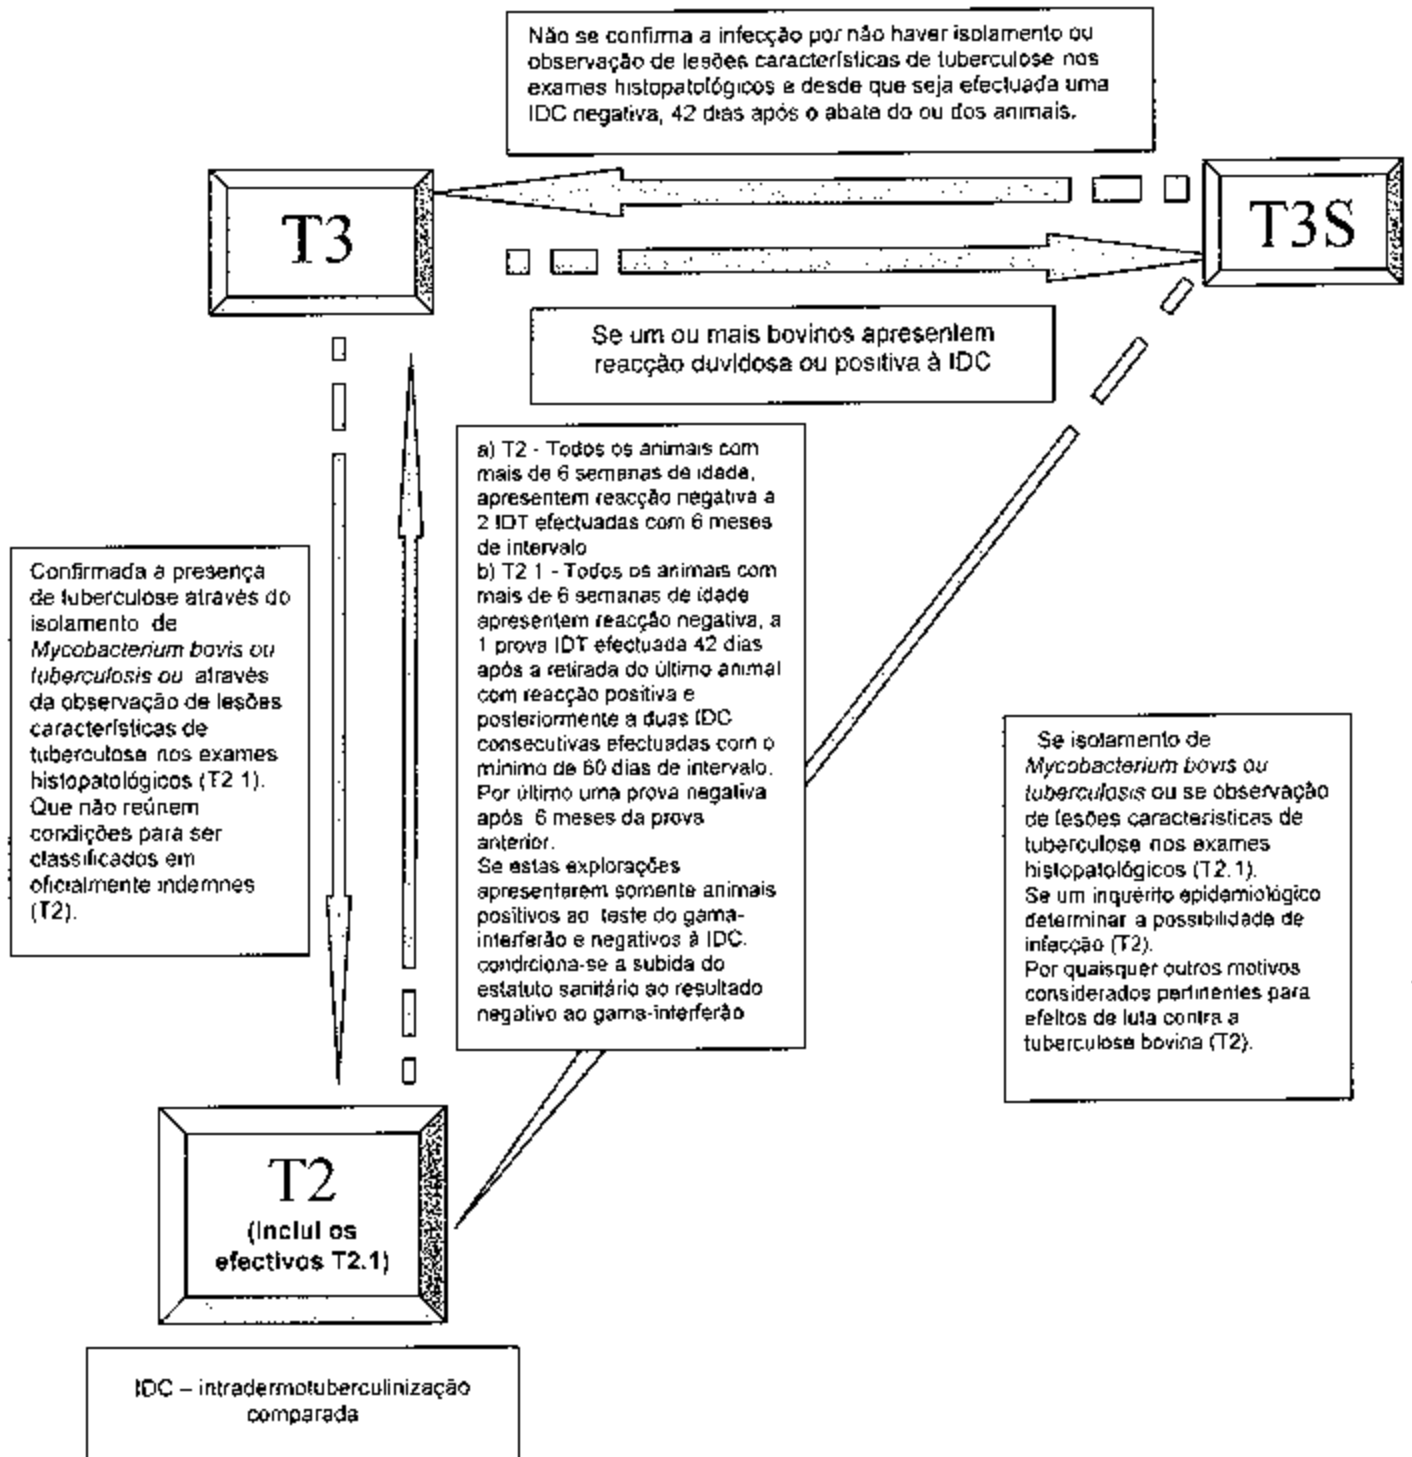 Não se confirma a infecção por não haver isolamento ou
observação de lesões características de tuberculose nos
exames histopatológicos e desde que seja efectuada uma
IDC negativa, 42 dias após o abate do ou dos animais.
T3
T3S
Se um ou mais bovinos apresentem
reacção duvidosa ou positiva à IDC
a) T2 - Todos os animais com
mais de 6 semanas de idade,
apresentem reacção negativa a
2 IDT efectuadas com 6 meses
de intervalo
b) T2 1 - Todos os animais com
mais de 6 semanas de idade
apresentem reacção negativa, a
1 prova IDT efectuada 42 dias
após a retirada do último animal
com reacção positiva e
posteriormente a duas IDC
consecutivas efectuadas com o
mínimo de 60 dias de intervalo.
Por último uma prova negativa
após 6 meses da prova
anterior.
Se estas explorações
apresentarem somente animais
positivos ao teste do gama-
interferão e negativos à IDC.
condiciona-se a subida do
estatuto sanitário ao resultado
negativo ao gama-interferão
Confirmada a presença
de tuberculose através do
isolamento de
Mycobacterium bovis ou
tuberculosis ou através
da observação de lesões
características de
tuberculose nos exames
histopatológicos (T2 1).
Que não reúnem
condições para ser
classificados em
oficialmente indemnes
(T2).
Se isolamento de
Mycobacterium bovis ou
tuberculosis ou se observação
de lesões características de
tuberculose nos exames
histopatológicos (T2.1).
Se um inquérito epidemiológico
determinar a possibilidade de
infecção (T2).
Por quaisquer outros motivos
considerados pertinentes para
efeitos de luta contra a
tuberculose bovina (T2).
T2
(Inclui os
efectivos T2.1)
IDC – intradermotuberculinização
comparada